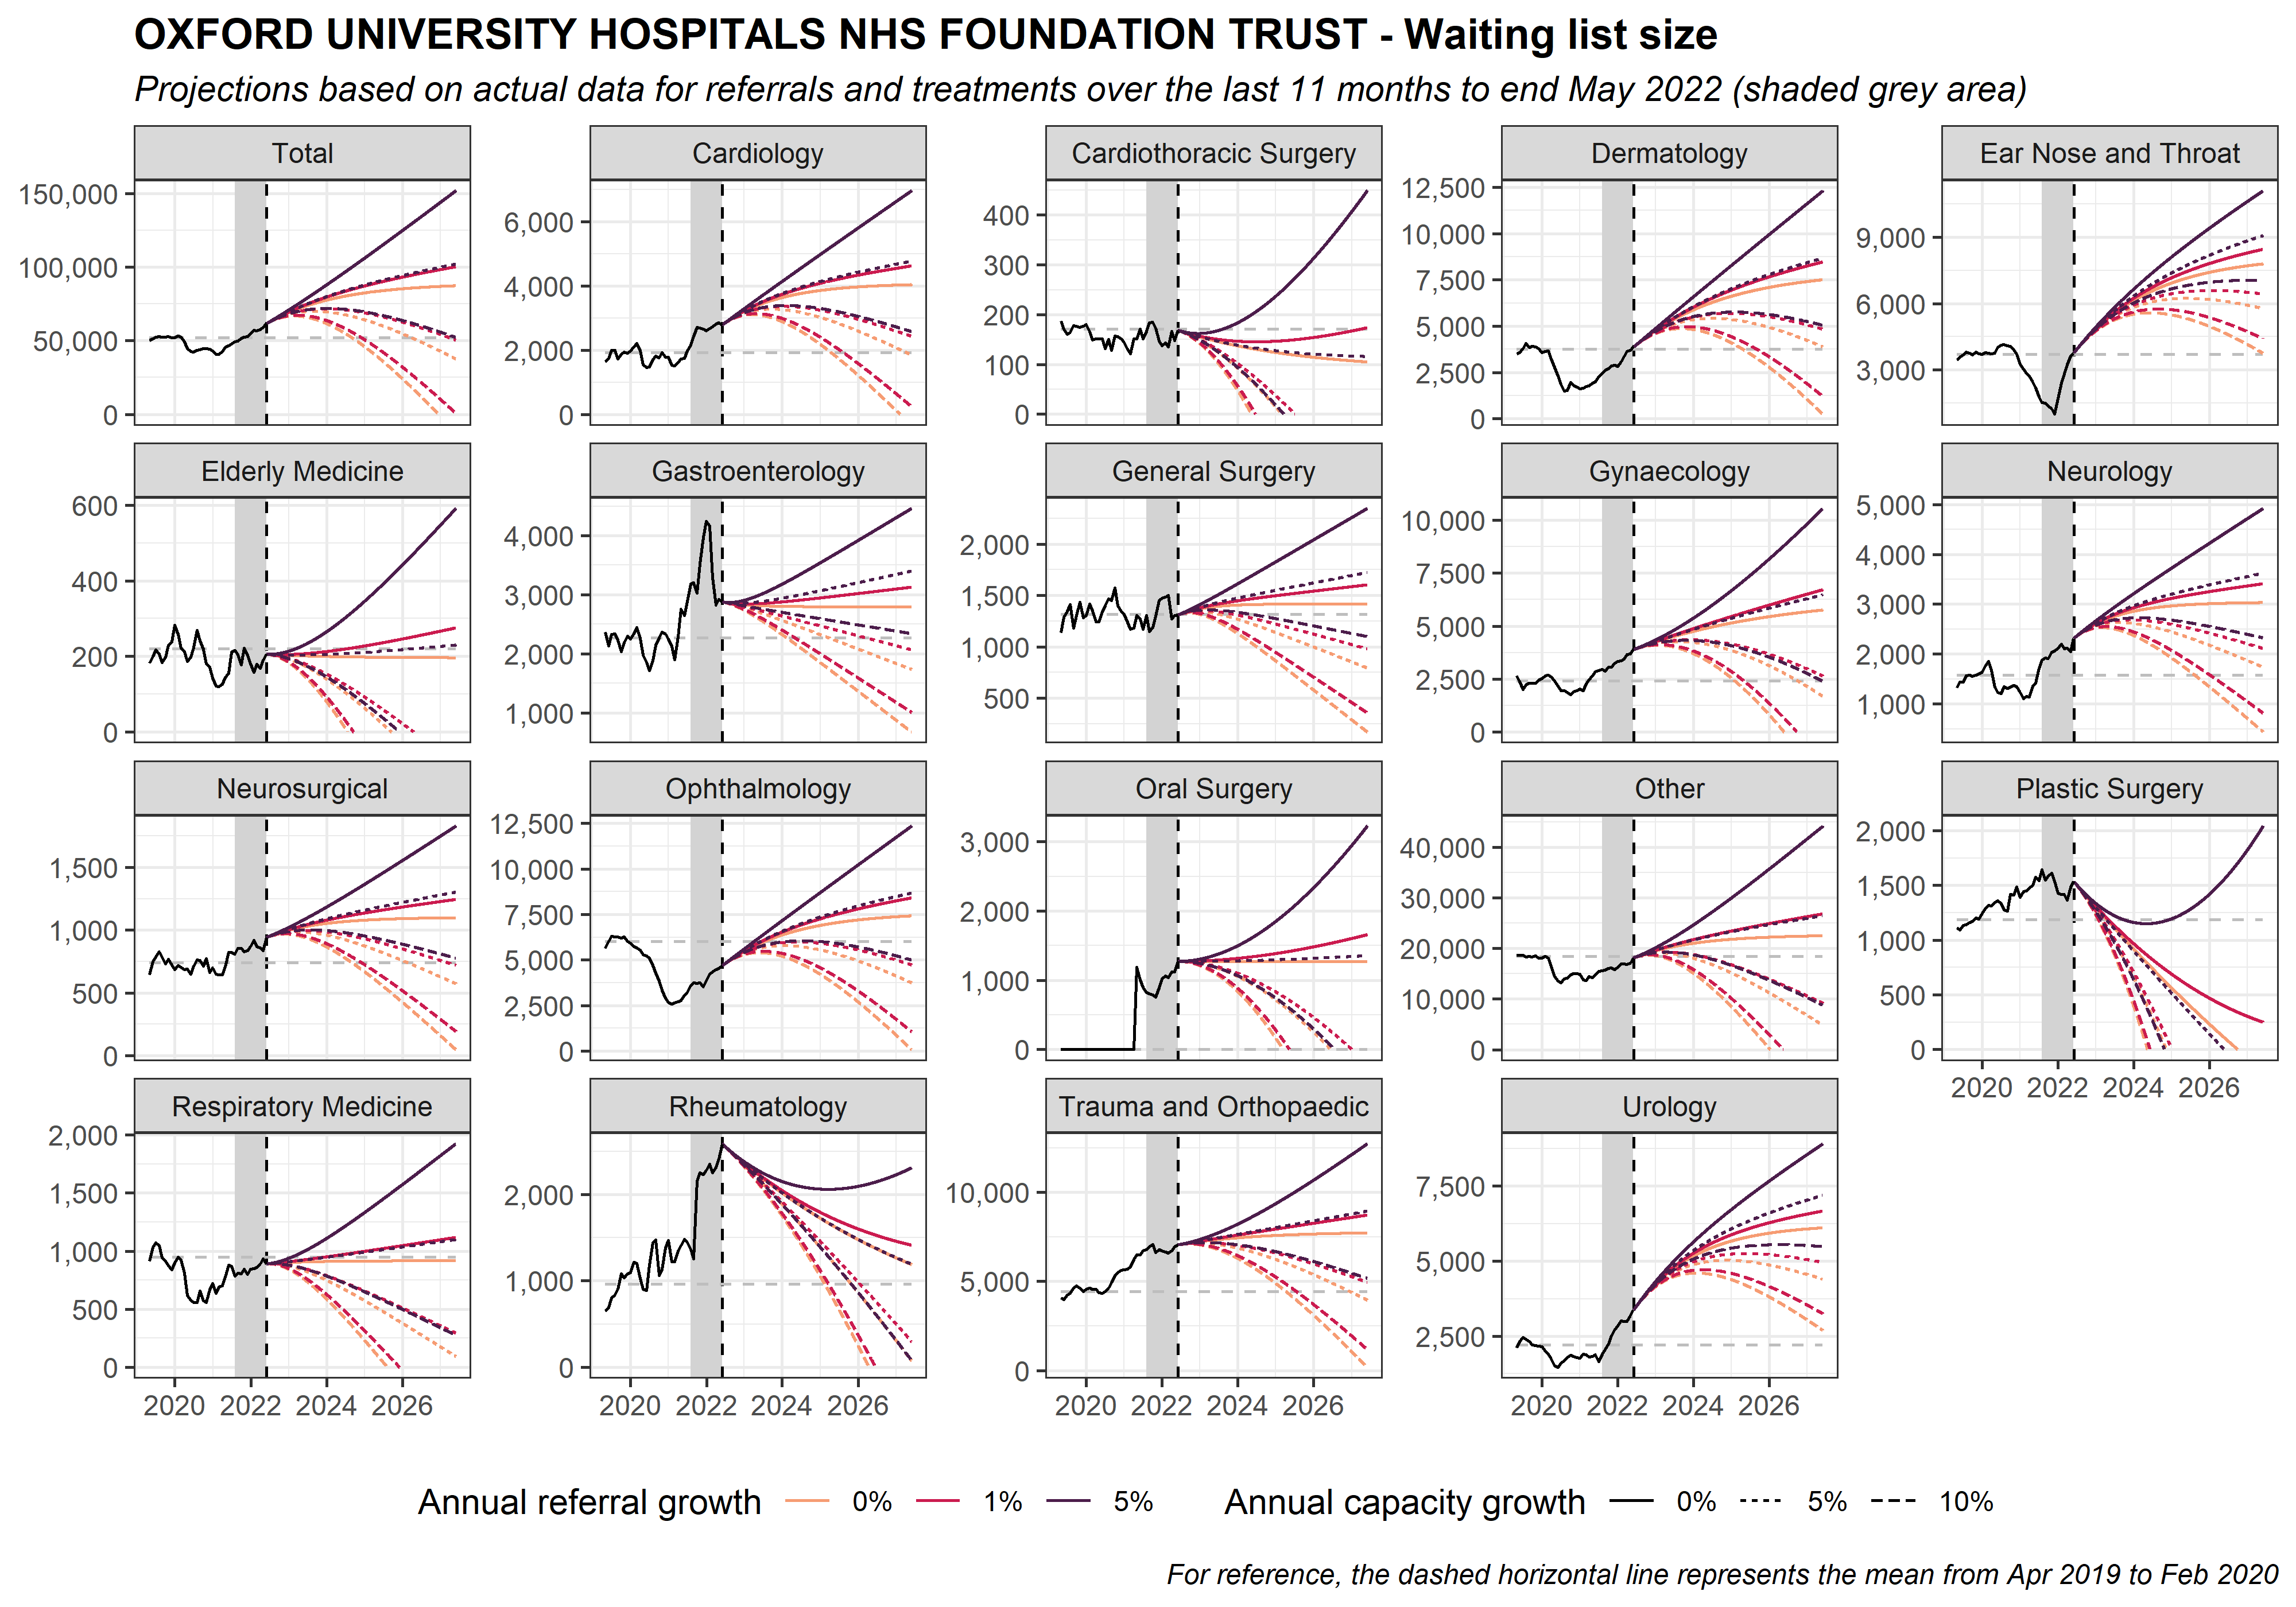 OXFORD UNIVERSITY HOSPITALS NHS FOUNDATION TRUST - Waiting list size
Projections based on actual data for referrals and treatments over the last 11 months to end May 2022 (shaded grey area)
Total
150,000
100,000
50,000
0
Cardiology
6,000
4,000
2,000
0
Cardiothoracic Surgery
400
300
200
100
0
Dermatology
12,500
10,000
7,500
5,000
2,500
0
Ear Nose and Throat
9,000
6,000
3,000
Elderly Medicine
600
400
200
0
Gastroenterology
4,000
3,000
2,000
1,000
General Surgery
2,000
1,500
1,000
500
Gynaecology
10,000
7,500
5,000
2,500
0
Neurology
5,000
4,000
3,000
2,000
1,000
Neurosurgical
1,500
1,000
500
0
Ophthalmology
12,500
10,000
7,500
5,000
2,500
0
Oral Surgery
3,000
2,000
1,000
0
Other
40,000
30,000
20,000
10,000
0
Plastic Surgery
2,000
1,500
1,000
500
0
2020 2022 2024 2026
Respiratory Medicine
2,000
1,500
1,000
500
0
2020 2022 2024 2026
Rheumatology
2,000
1,000
0
2020 2022 2024 2026
Trauma and Orthopaedic
10,000
5,000
0
2020 2022 2024 2026
Urology
7,500
5,000
2,500
2020 2022 2024 2026
Annual referral growth 0% 1% 5% Annual capacity growth 0% 5% 10%
For reference, the dashed horizontal line represents the mean from Apr 2019 to Feb 2020